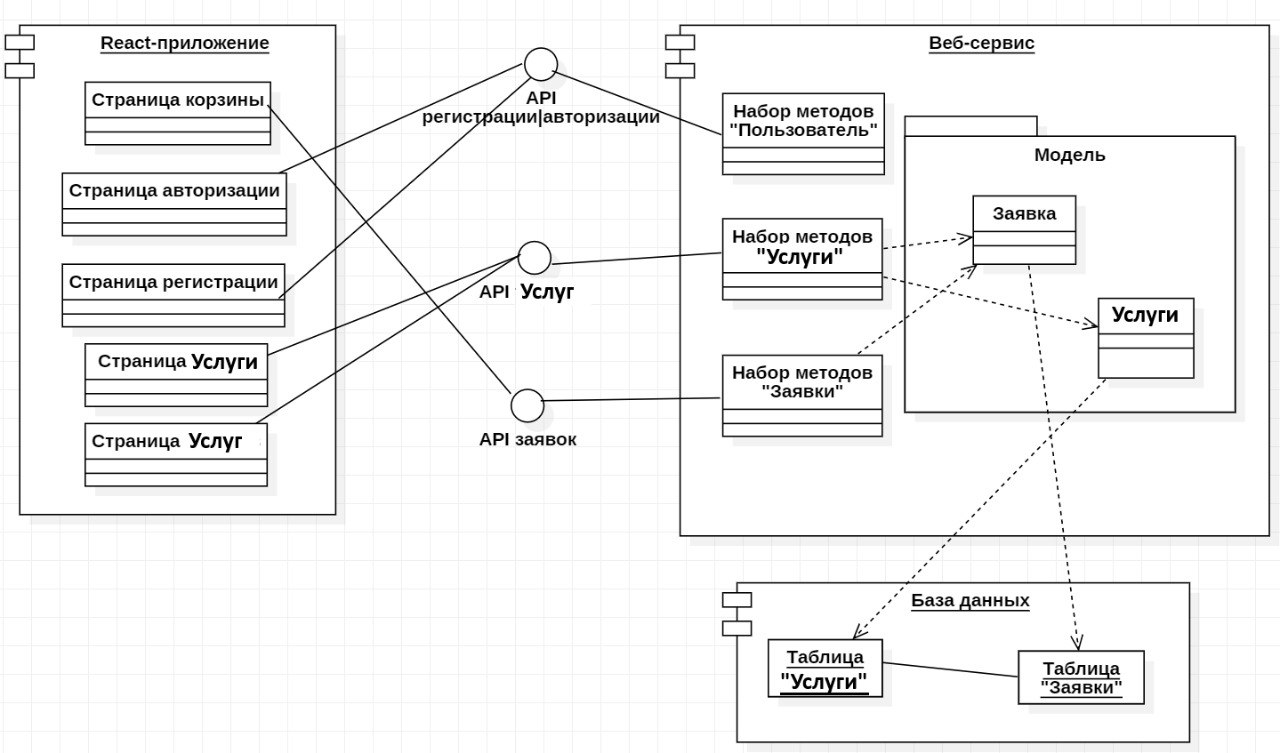 React-приложение
Страница корзины
Страница авторизации
Страница регистрации
Страница Услуги
Страница Услуг
API
регистрации|авторизации
API Услуг
API заявок
Веб-сервис
Набор методов
"Пользователь"
Набор методов
"Услуги"
Набор методов
"Заявки"
Модель
Заявка
Услуги
База данных
Таблица
"Услуги"
Таблица
"Заявки"